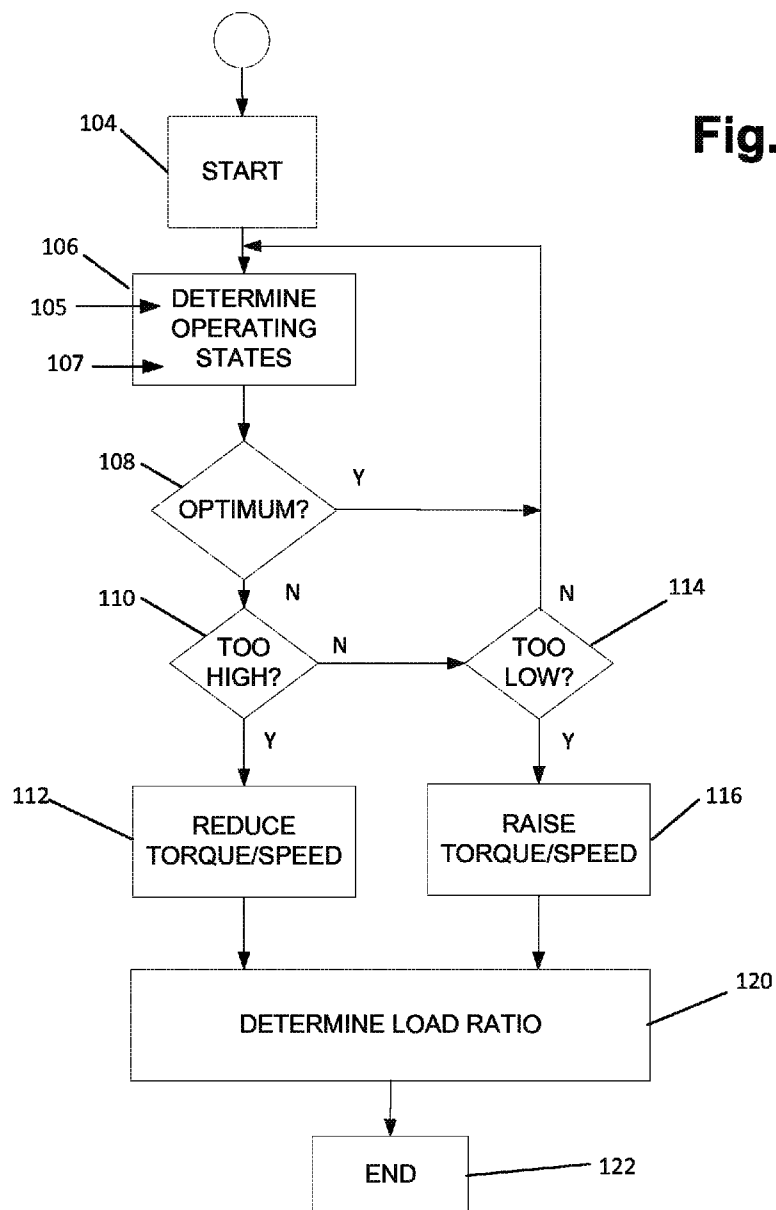 Fig.
104
START
106
105
DETERMINE
OPERATING
STATES
107
108
OPTIMUM?
Y
N
110
TOO
HIGH?
N
N
114
TOO
LOW?
Y
Y
112
REDUCE
TORQUE/SPEED
RAISE
TORQUE/SPEED
116
DETERMINE LOAD RATIO
120
END
122